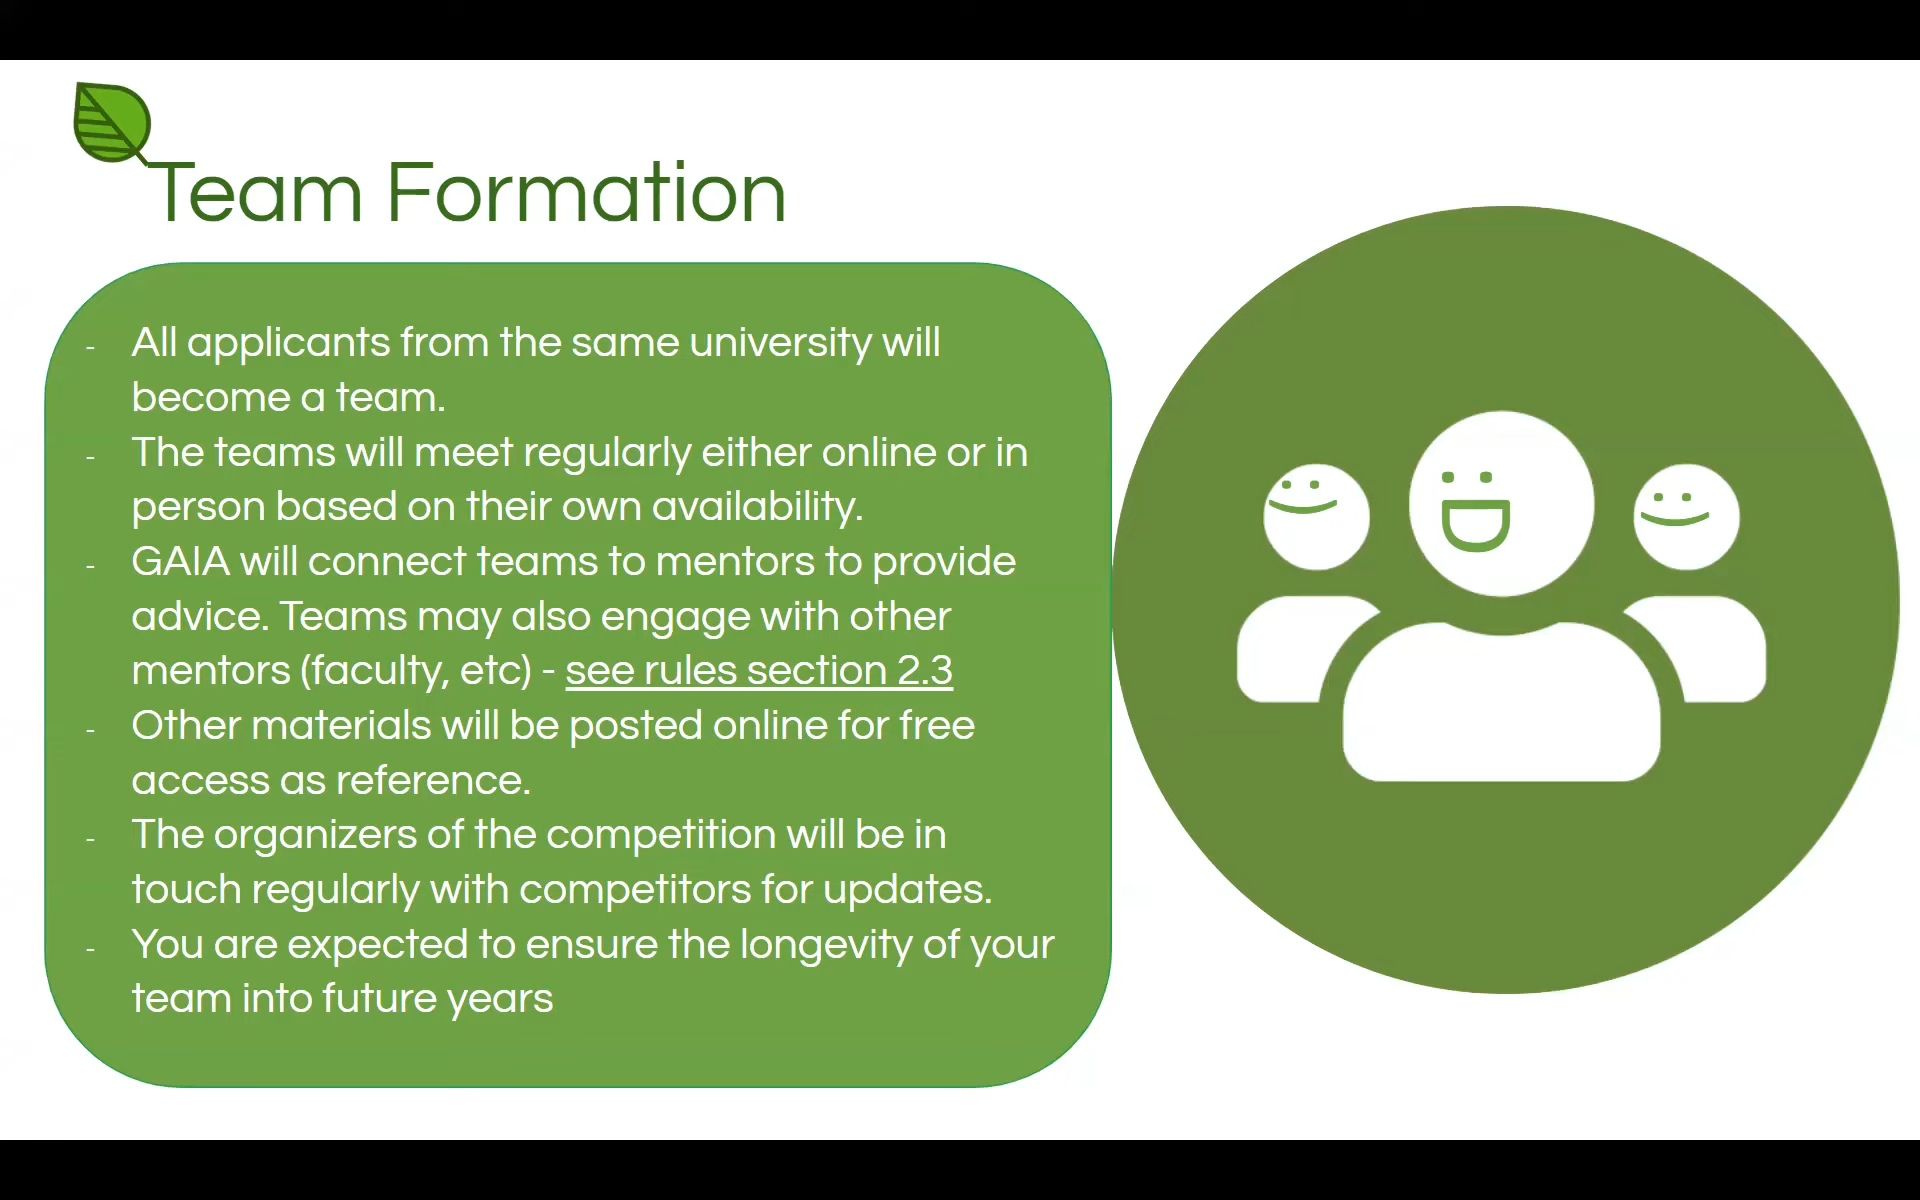 Team Formation
- All applicants from the same university will
become a team.
- The teams will meet regularly either online or in
person based on their own availability.
- GAIA will connect teams to mentors to provide
advice. Teams may also engage with other
mentors (faculty, etc) - see rules section 2.3
- Other materials will be posted online for free
access as reference.
- The organizers of the competition will be in
touch regularly with competitors for updates.
- You are expected to ensure the longevity of your
team into future years